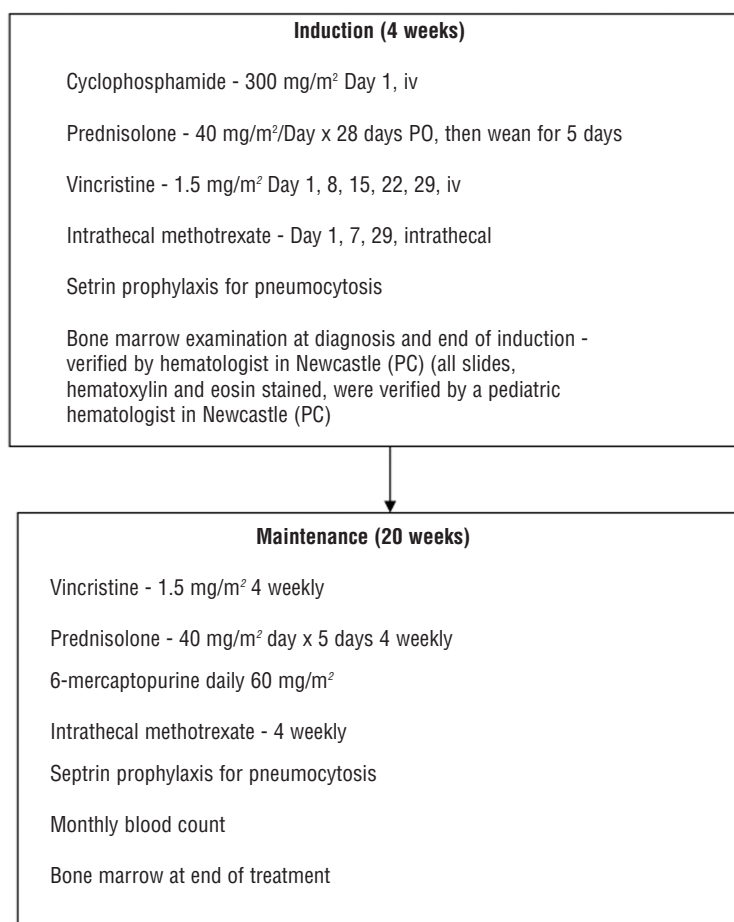 Induction (4 weeks)
Cyclophosphamide - 300 mg/m² Day 1, iv
Prednisolone - 40 mg/m²/Day x 28 days PO, then wean for 5 days
Vincristine - 1.5 mg/m² Day 1, 8, 15, 22, 29, iv
Intrathecal methotrexate - Day 1, 7, 29, intrathecal
Setrin prophylaxis for pneumocytosis
Bone marrow examination at diagnosis and end of induction -
verified by hematologist in Newcastle (PC) (all slides,
hematoxylin and eosin stained, were verified by a pediatric
hematologist in Newcastle (PC)
Maintenance (20 weeks)
Vincristine - 1.5 mg/m² 4 weekly
Prednisolone - 40 mg/m² day x 5 days 4 weekly
6-mercaptopurine daily 60 mg/m²
Intrathecal methotrexate - 4 weekly
Septrin prophylaxis for pneumocytosis
Monthly blood count
Bone marrow at end of treatment